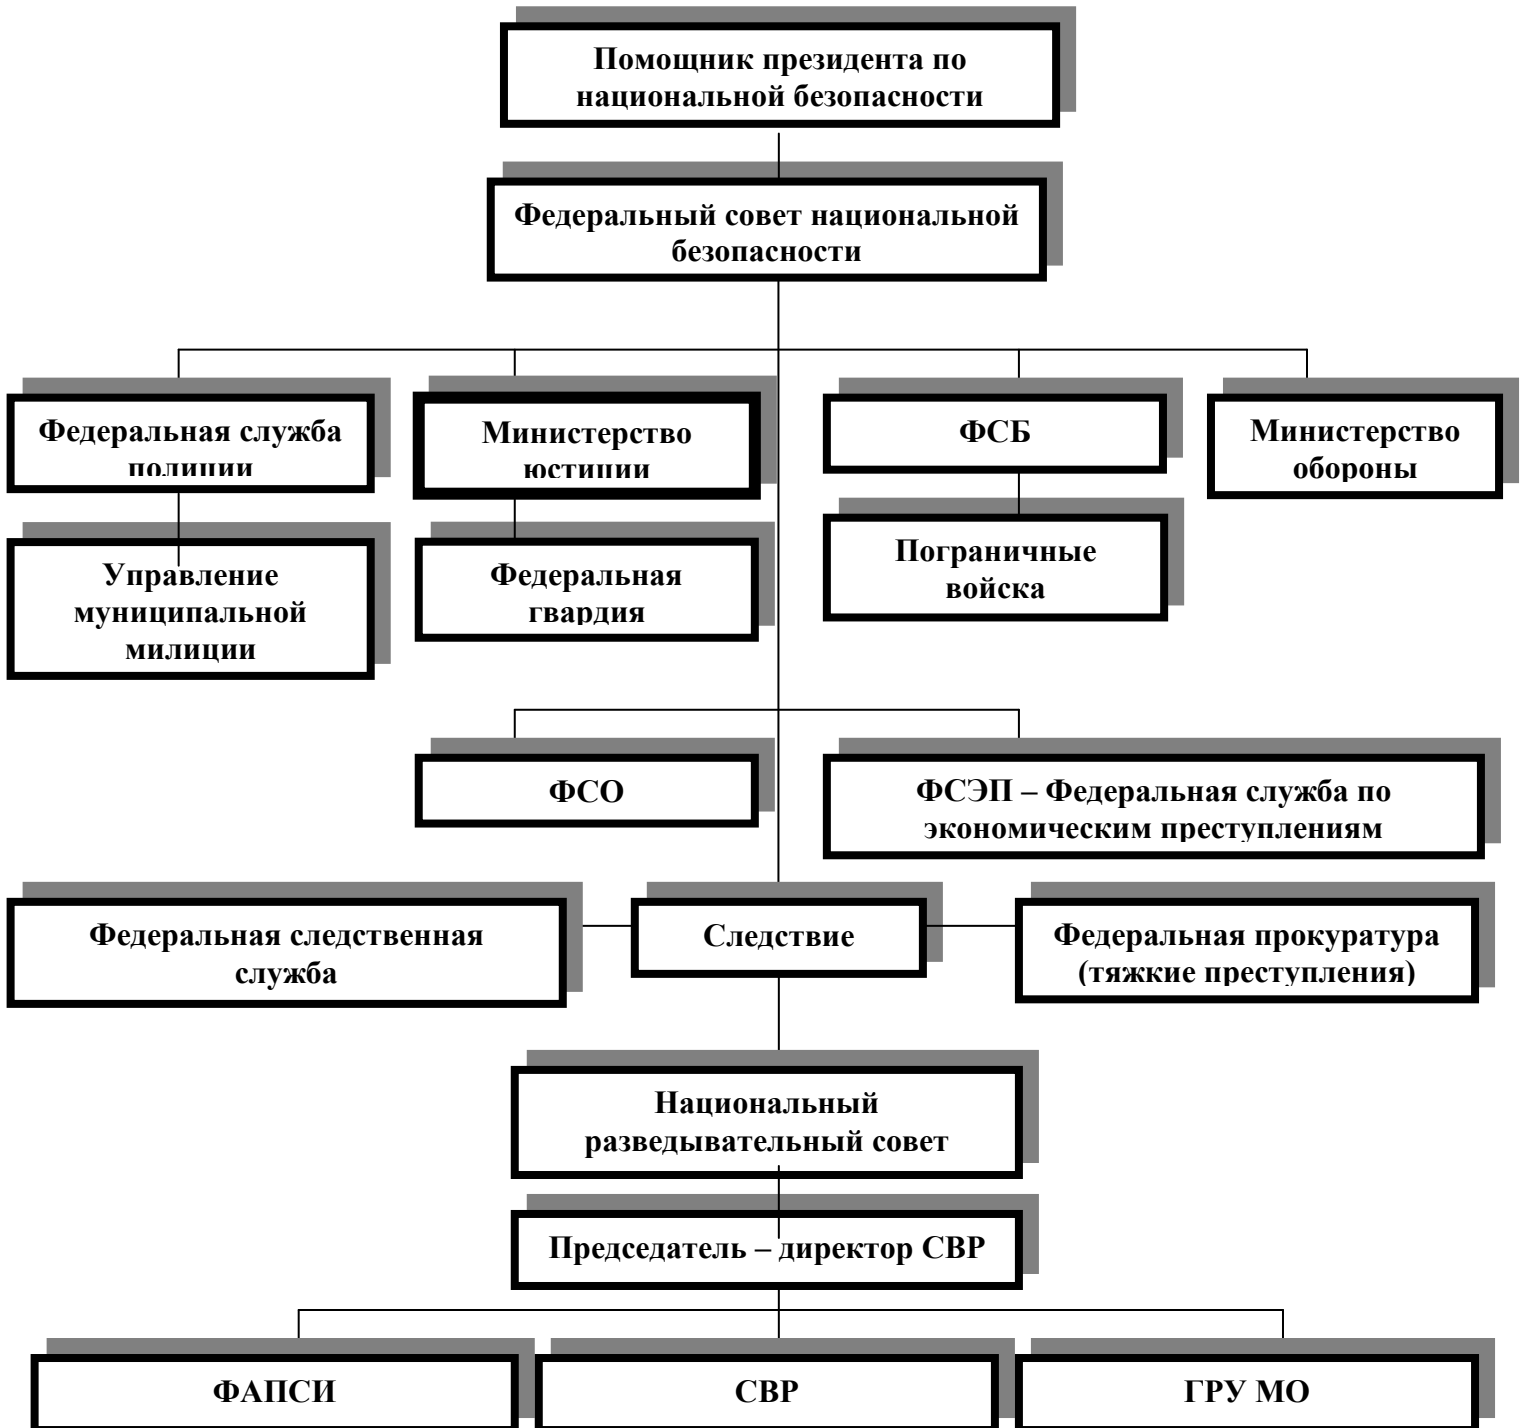 Помощник президента по
национальной безопасности
Федеральный совет национальной
безопасности
Федеральная служба
полиции
Министерство
юстиции
ФСБ
Министерство
обороны
Управление
муниципальной
милиции
Федеральная
гвардия
Пограничные
войска
ФСО
ФСЭП – Федеральная служба по
экономическим преступлениям
Федеральная следственная
служба
Следствие
Федеральная прокуратура
(тяжкие преступления)
Национальный
разведывательный совет
Председатель – директор СВР
ФАПСИ
СВР
ГРУ МО